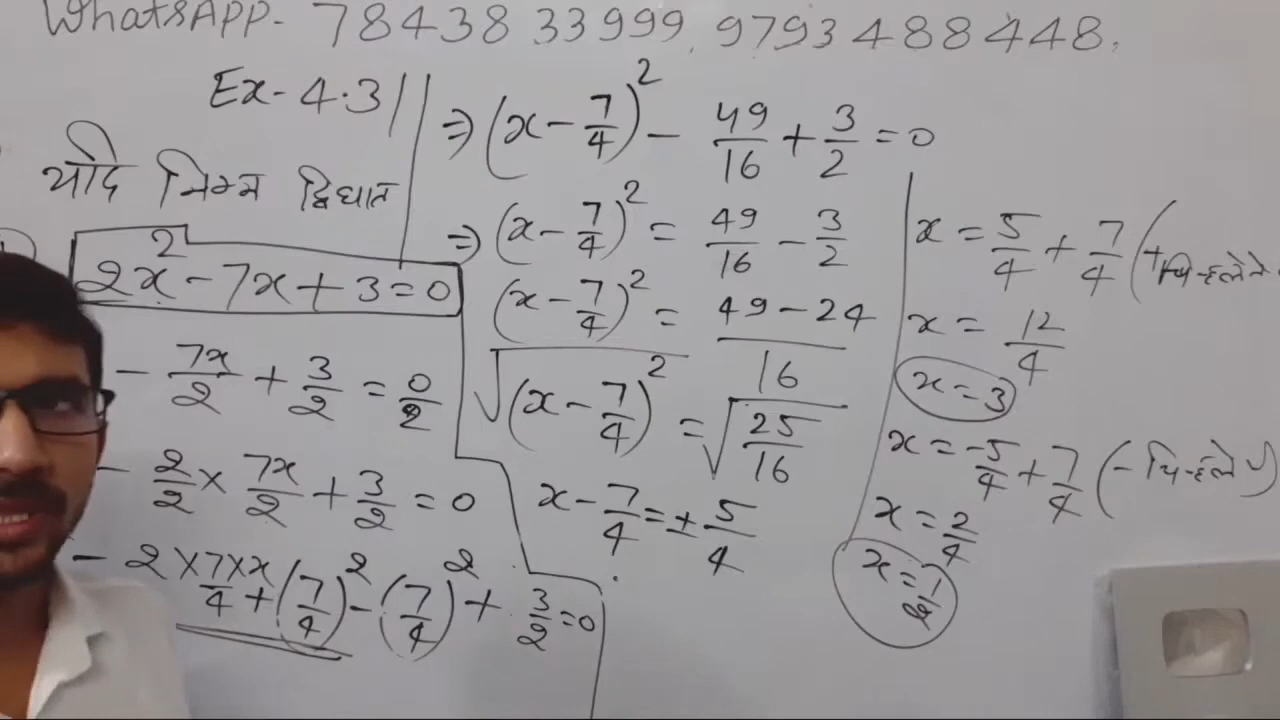 WhatsApp - 7843833999, 9793488448,
Ex - 4.3
यदि निम्न द्विघात
2x² - 7x + 3 = 0
- 7x/2 + 3/2 = 0/2
- 2/2 × 7x/2 + 3/2 = 0
- 2 × 7/4 × x + (7/4)² - (7/4)² + 3/2 = 0
⇒ (x - 7/4)² - 49/16 + 3/2 = 0
⇒ (x - 7/4)² = 49/16 - 3/2
(x - 7/4)² = (49 - 24)/16
√(x - 7/4)² = √25/16
x - 7/4 = ± 5/4
x = 5/4 + 7/4 (+ चिन्ह लेने
x = 12/4
x = 3
x = -5/4 + 7/4 (- चिन्ह ले
x = 2/4
x = 1/2